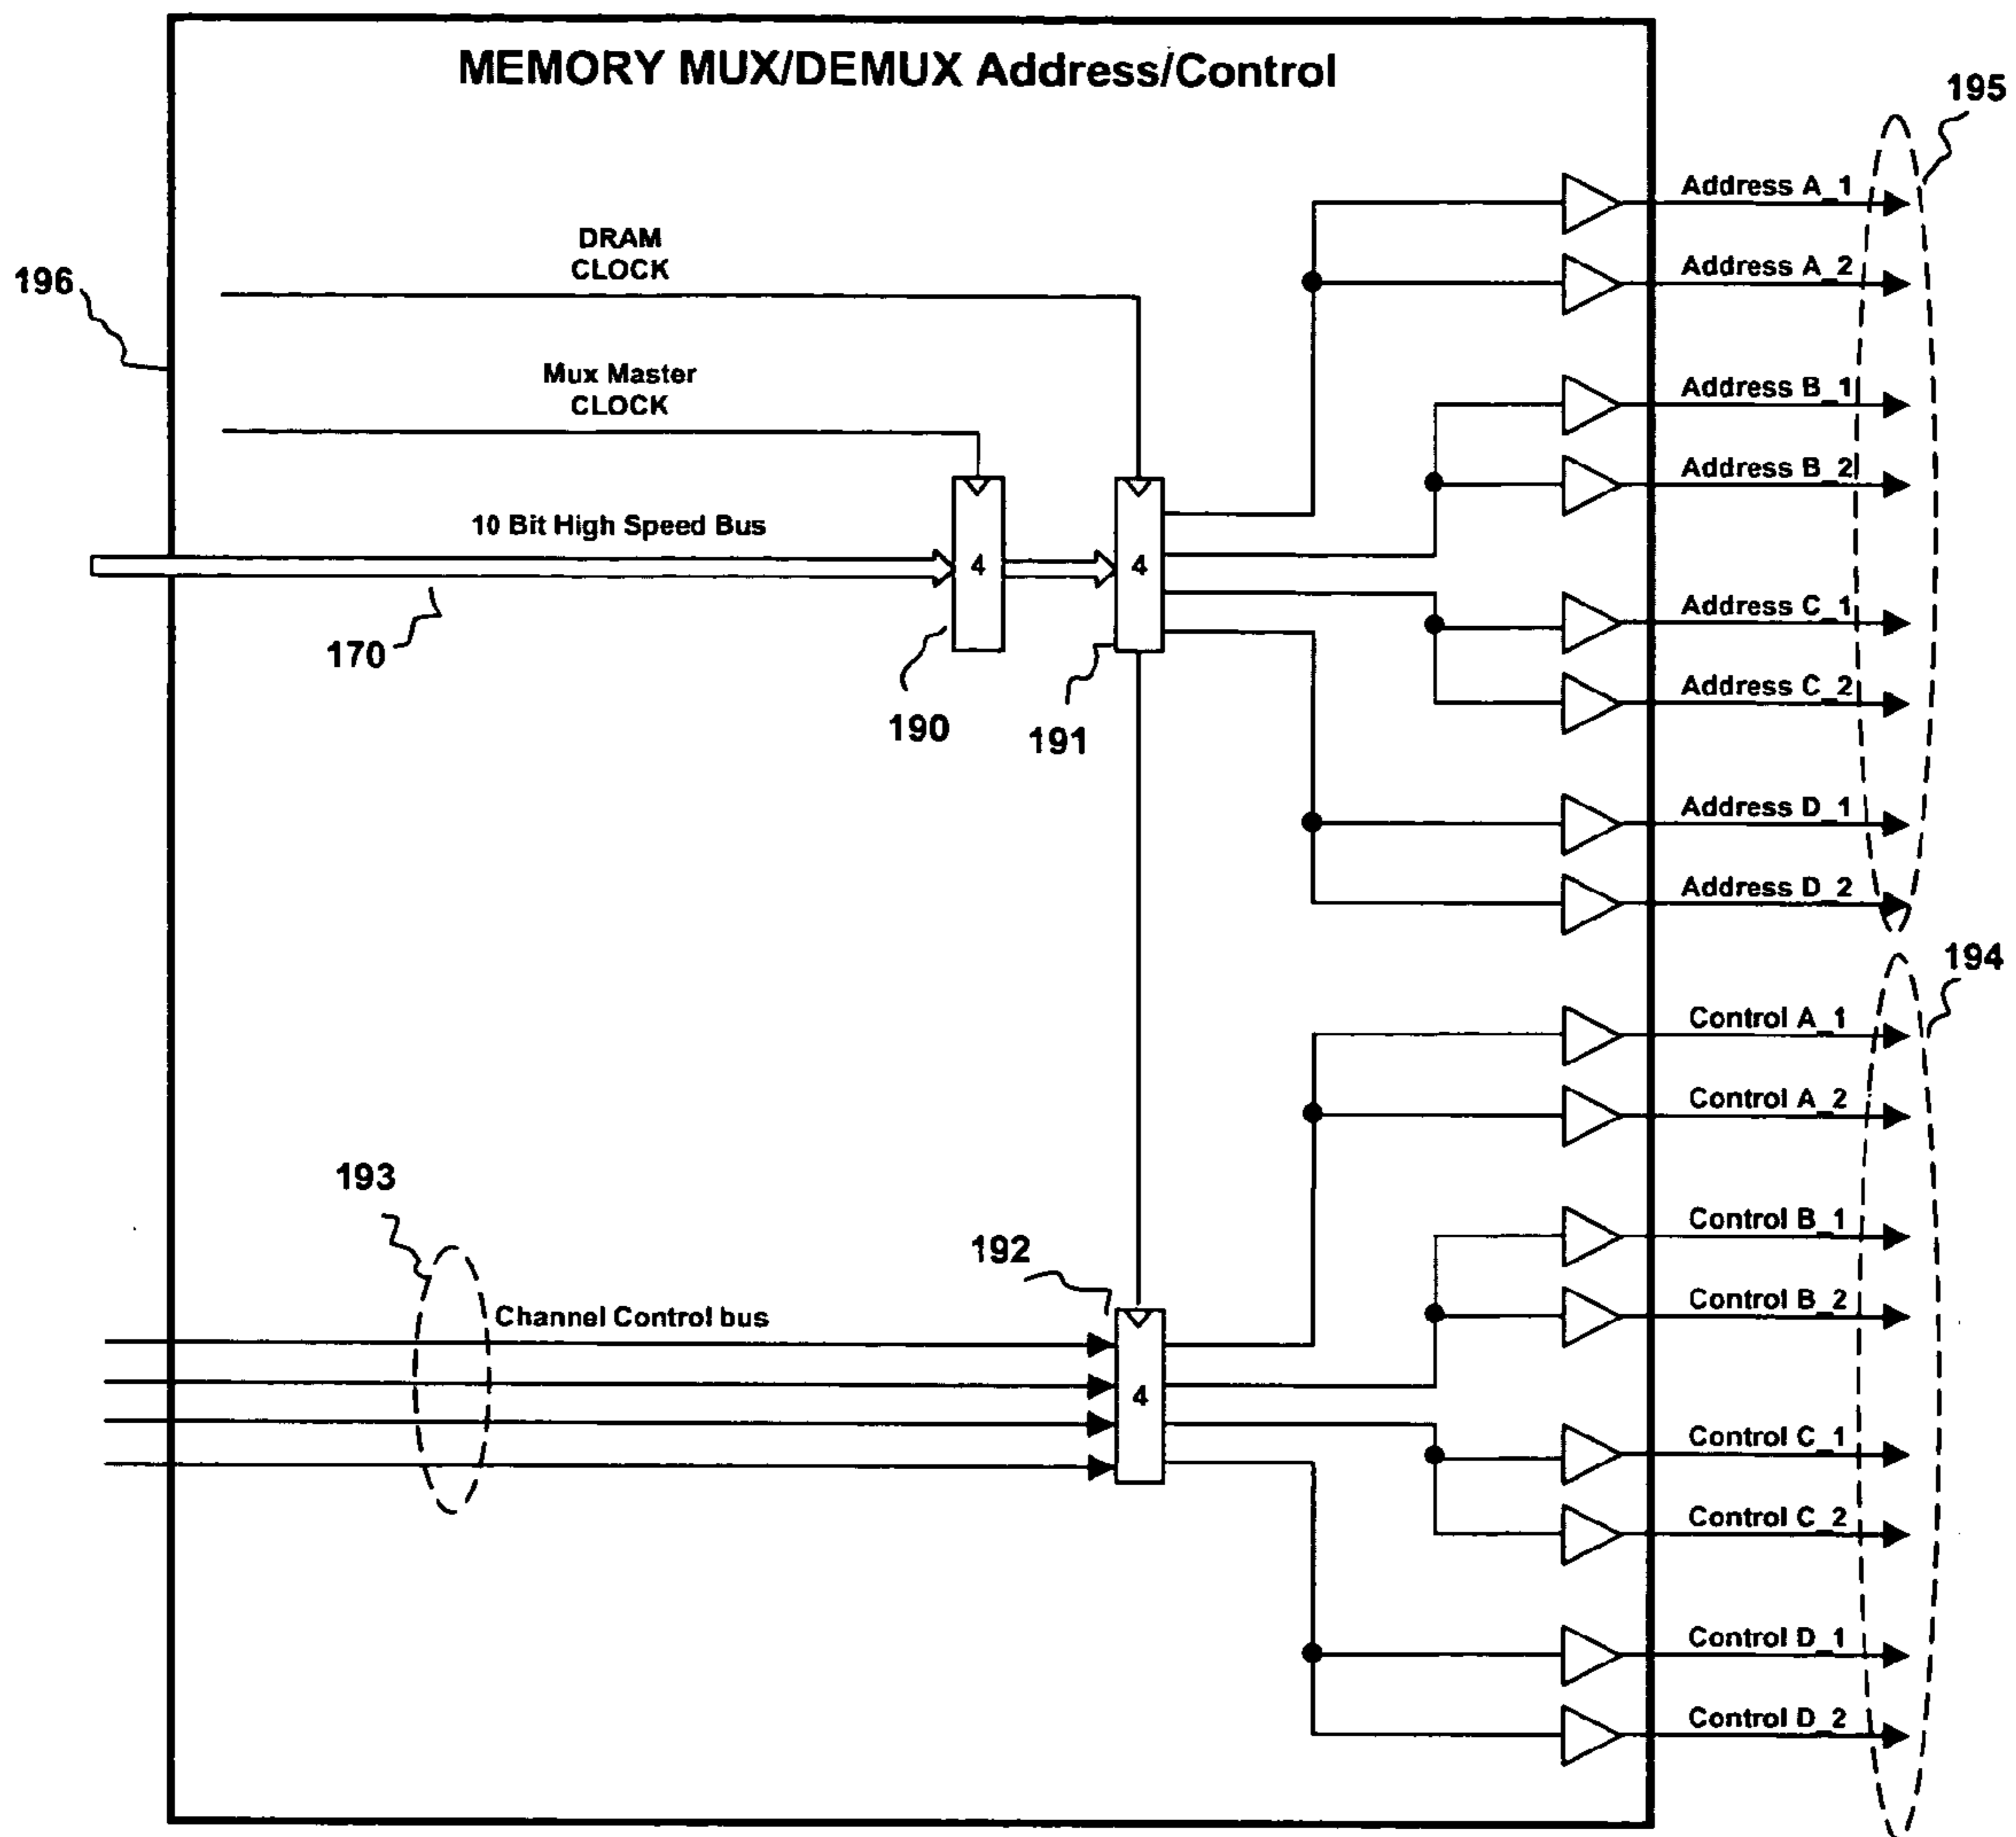 MEMORY MUX/DEMUX Address/Control
195
Address A_1
DRAM
CLOCK
Address A_2
196
Mux Master
CLOCK
Address B_1
Address B_2
10 Bit High Speed Bus
4
4
Address C_1
170
Address C_2
190
191
Address D_1
Address D_2
194
Control A_1
Control A_2
193
Control B_1
192
Control B_2
Channel Control bus
4
Control C_1
Control C_2
Control D_1
Control D_2